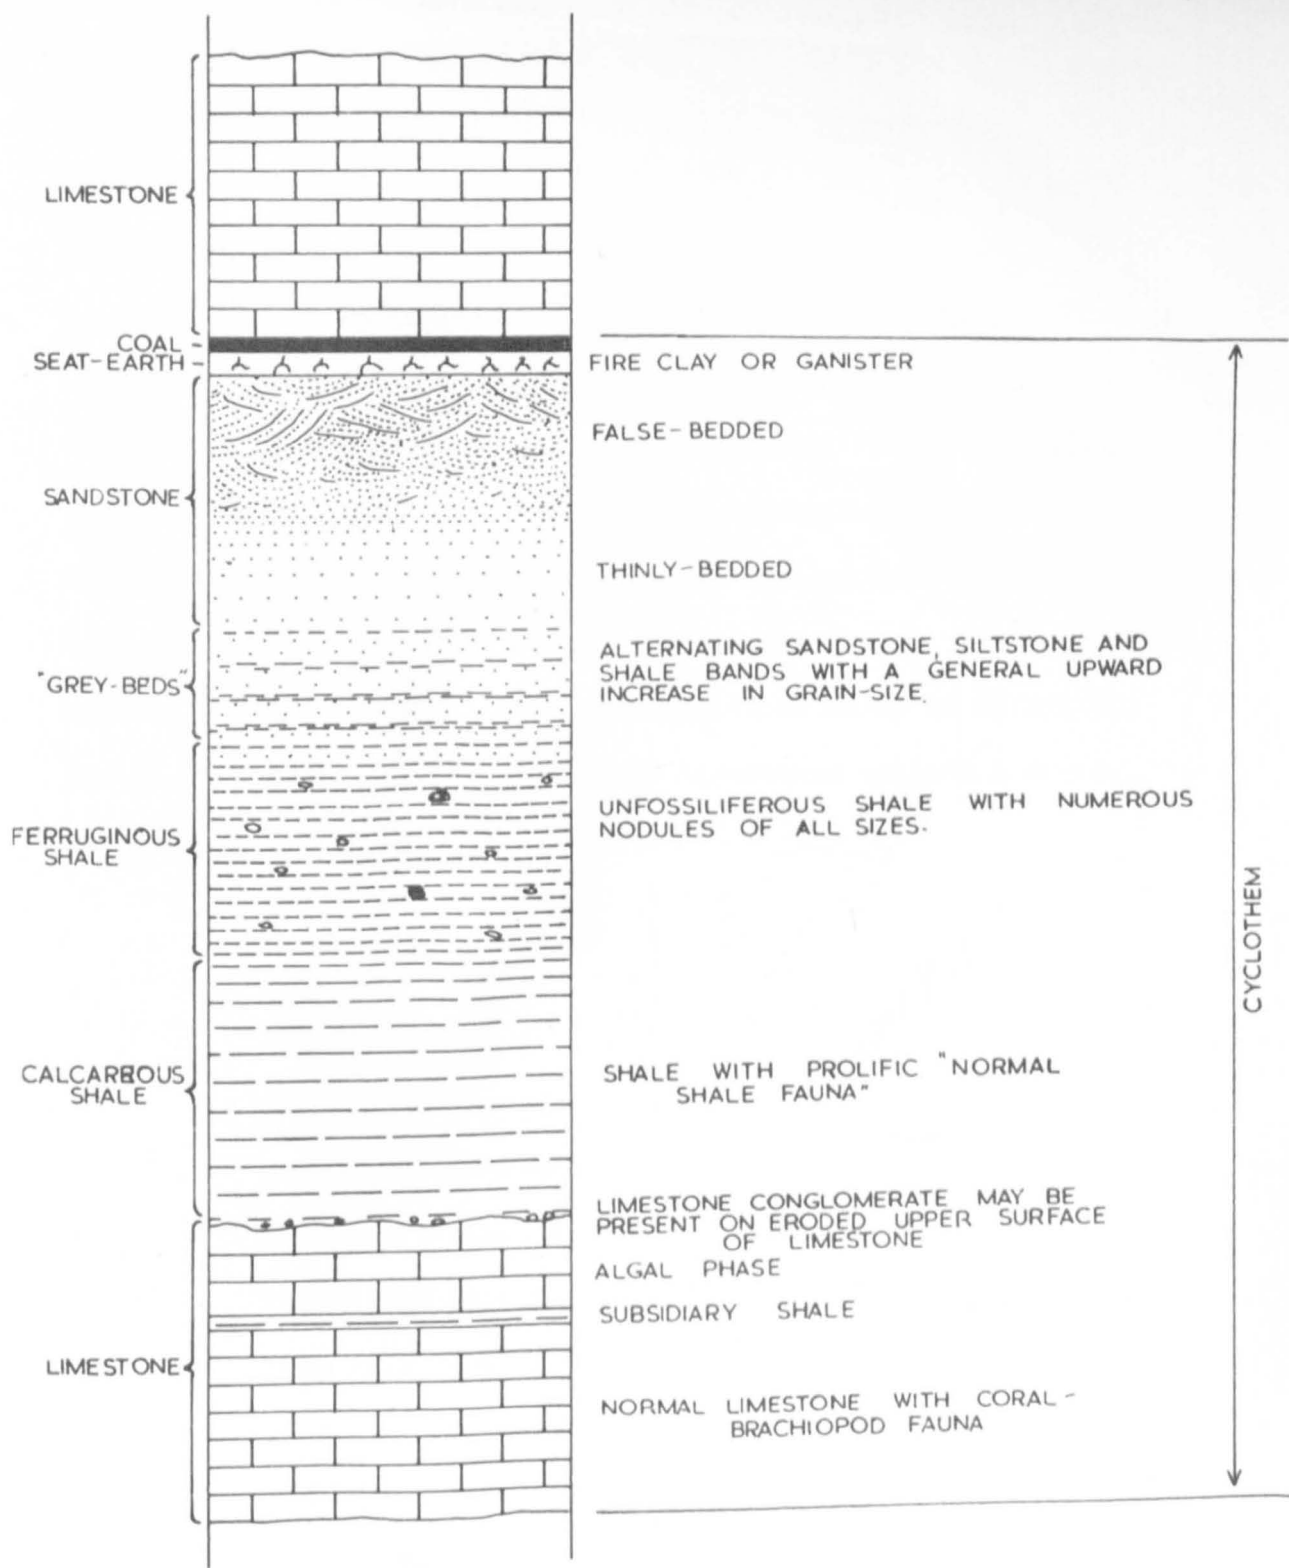 LIMESTONE
COAL
SEAT-EARTH
FIRE CLAY OR GANISTER
FALSE-BEDDED
SANDSTONE
THINLY-BEDDED
"GREY-BEDS"
ALTERNATING SANDSTONE, SILTSTONE AND
SHALE BANDS WITH A GENERAL UPWARD
INCREASE IN GRAIN-SIZE.
FERRUGINOUS
SHALE
UNFOSSILIFEROUS SHALE WITH NUMEROUS
NODULES OF ALL SIZES.
CYCLOTHEM
CALCAREOUS
SHALE
SHALE WITH PROLIFIC "NORMAL
SHALE FAUNA"
LIMESTONE CONGLOMERATE MAY BE
PRESENT ON ERODED UPPER SURFACE
OF LIMESTONE
ALGAL PHASE
SUBSIDIARY SHALE
LIMESTONE
NORMAL LIMESTONE WITH CORAL-
BRACHIOPOD FAUNA